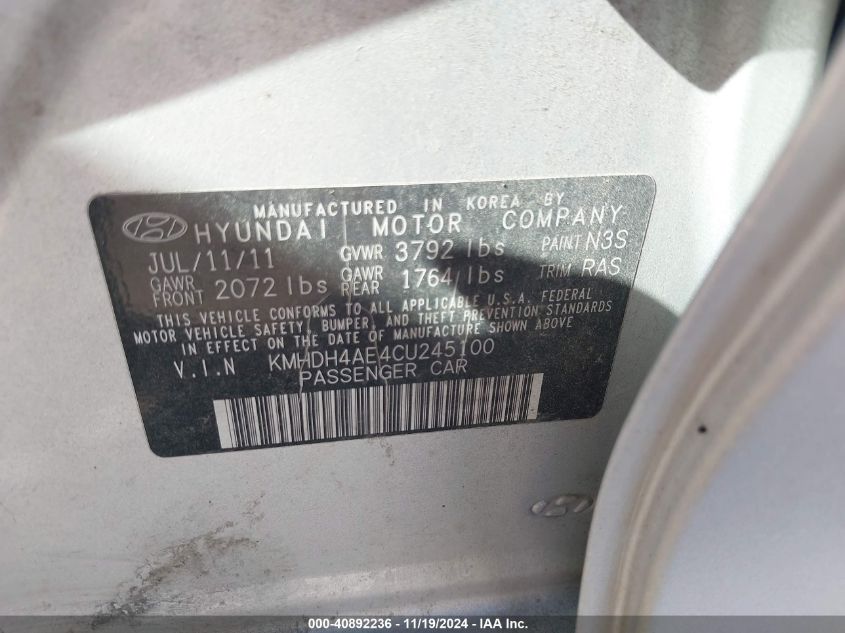 MANUFACTURED IN KOREA BY
HYUNDAI MOTOR COMPANY
JUL/11/11 GVWR 3792 lbs PAINT N3S
GAWR FRONT 2072 lbs GAWR REAR 1764 lbs TRIM RAS
THIS VEHICLE CONFORMS TO ALL APPLICABLE U.S.A. FEDERAL
MOTOR VEHICLE SAFETY, BUMPER, AND THEFT PREVENTION STANDARDS
IN EFFECT ON THE DATE OF MANUFACTURE SHOWN ABOVE.
V.I.N KMHDH4AE4CU245100
PASSENGER CAR
000-40892236 - 11/19/2024 - IAA Inc.